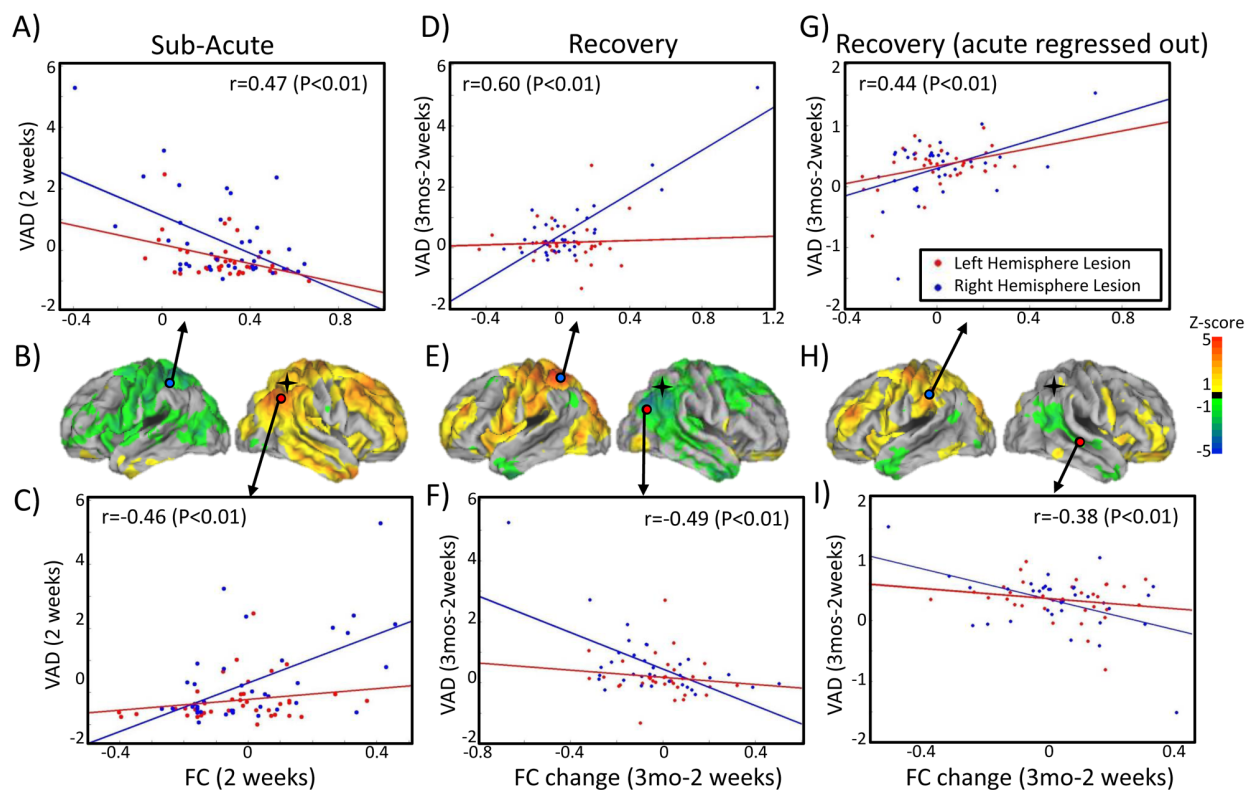 A)
Sub-Acute
r=0.47 (P<0.01)
VAD (2 weeks)
6
4
2
0
-2
-0.4
0
0.4
0.8
D)
Recovery
r=0.60 (P<0.01)
VAD (3mos-2weeks)
6
4
2
0
-2
-0.4
0
0.4
0.8
1.2
G)
Recovery (acute regressed out)
r=0.44 (P<0.01)
VAD (3mos-2weeks)
2
1
0
-1
-2
-0.4
0
0.4
0.8
Left Hemisphere Lesion
Right Hemisphere Lesion
B)
E)
H)
Z-score
5
1
-1
-5
C)
r=-0.46 (P<0.01)
VAD (2 weeks)
6
4
2
0
-2
-0.4
0
0.4
FC (2 weeks)
F)
r=-0.49 (P<0.01)
VAD (3mos-2weeks)
6
4
2
0
-2
-0.8
-0.4
0
0.4
FC change (3mo-2 weeks)
I)
r=-0.38 (P<0.01)
VAD (3mos-2weeks)
2
1
0
-1
-2
-0.4
0
0.4
FC change (3mo-2 weeks)